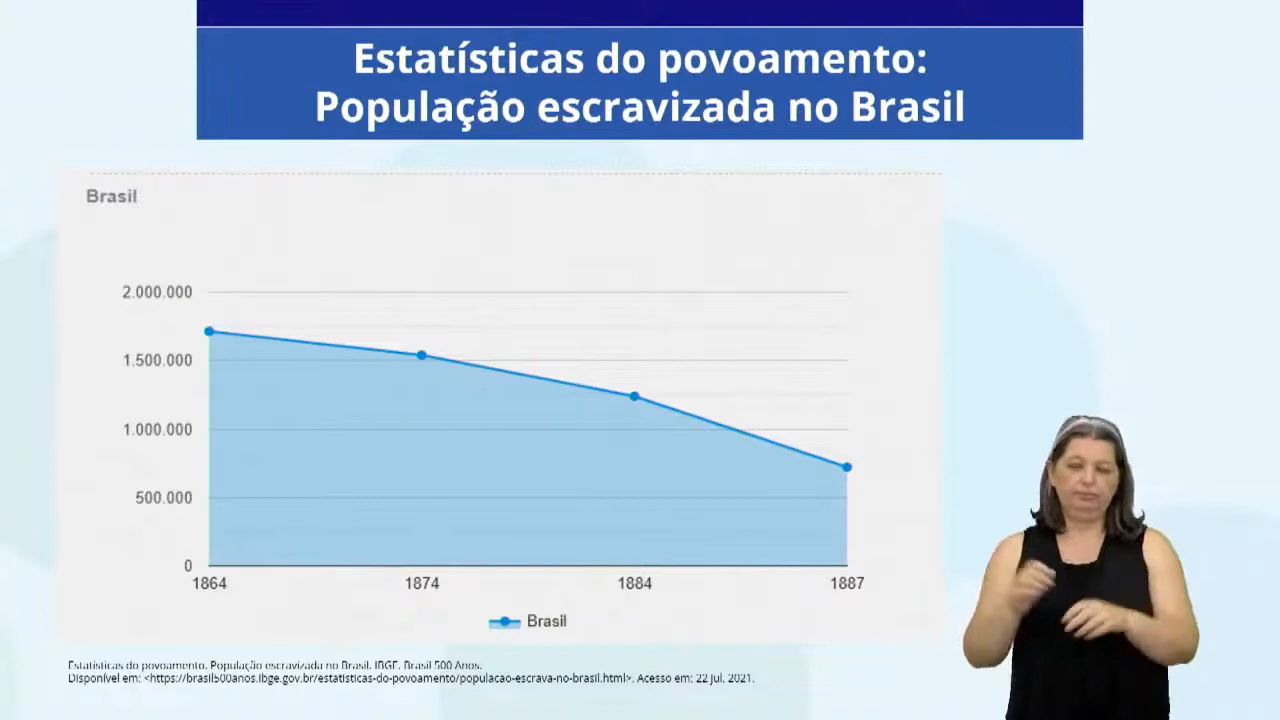 Estatísticas do povoamento:
População escravizada no Brasil
Brasil
2.000.000
1.500.000
1.000.000
500.000
0
1864 1874 1884 1887
Brasil
Estatísticas do povoamento. População escravizada no Brasil. IBGE. Brasil 500 Anos.
Disponível em: <https://brasil500anos.ibge.gov.br/estatisticas-do-povoamento/populacao-escrava-no-brasil.html>. Acesso em: 22 jul. 2021.